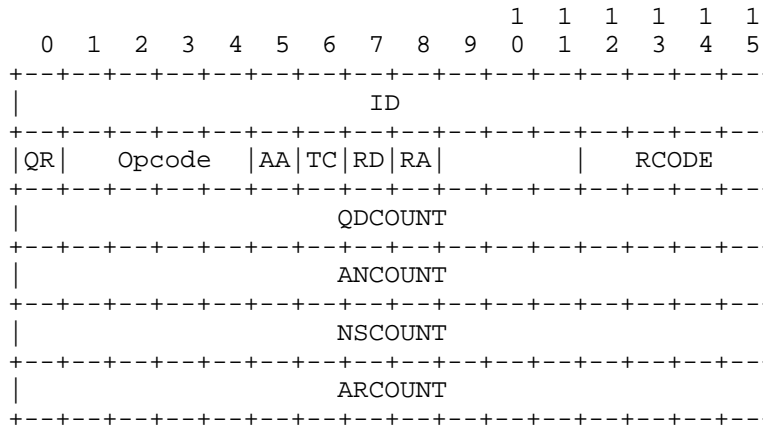 1  1  1  1  1  1
  0  1  2  3  4  5  6  7  8  9  0  1  2  3  4  5
+--+--+--+--+--+--+--+--+--+--+--+--+--+--+--+--
|                      ID
+--+--+--+--+--+--+--+--+--+--+--+--+--+--+--+--
|QR|   Opcode  |AA|TC|RD|RA|        |   RCODE
+--+--+--+--+--+--+--+--+--+--+--+--+--+--+--+--
|                    QDCOUNT
+--+--+--+--+--+--+--+--+--+--+--+--+--+--+--+--
|                    ANCOUNT
+--+--+--+--+--+--+--+--+--+--+--+--+--+--+--+--
|                    NSCOUNT
+--+--+--+--+--+--+--+--+--+--+--+--+--+--+--+--
|                    ARCOUNT
+--+--+--+--+--+--+--+--+--+--+--+--+--+--+--+--